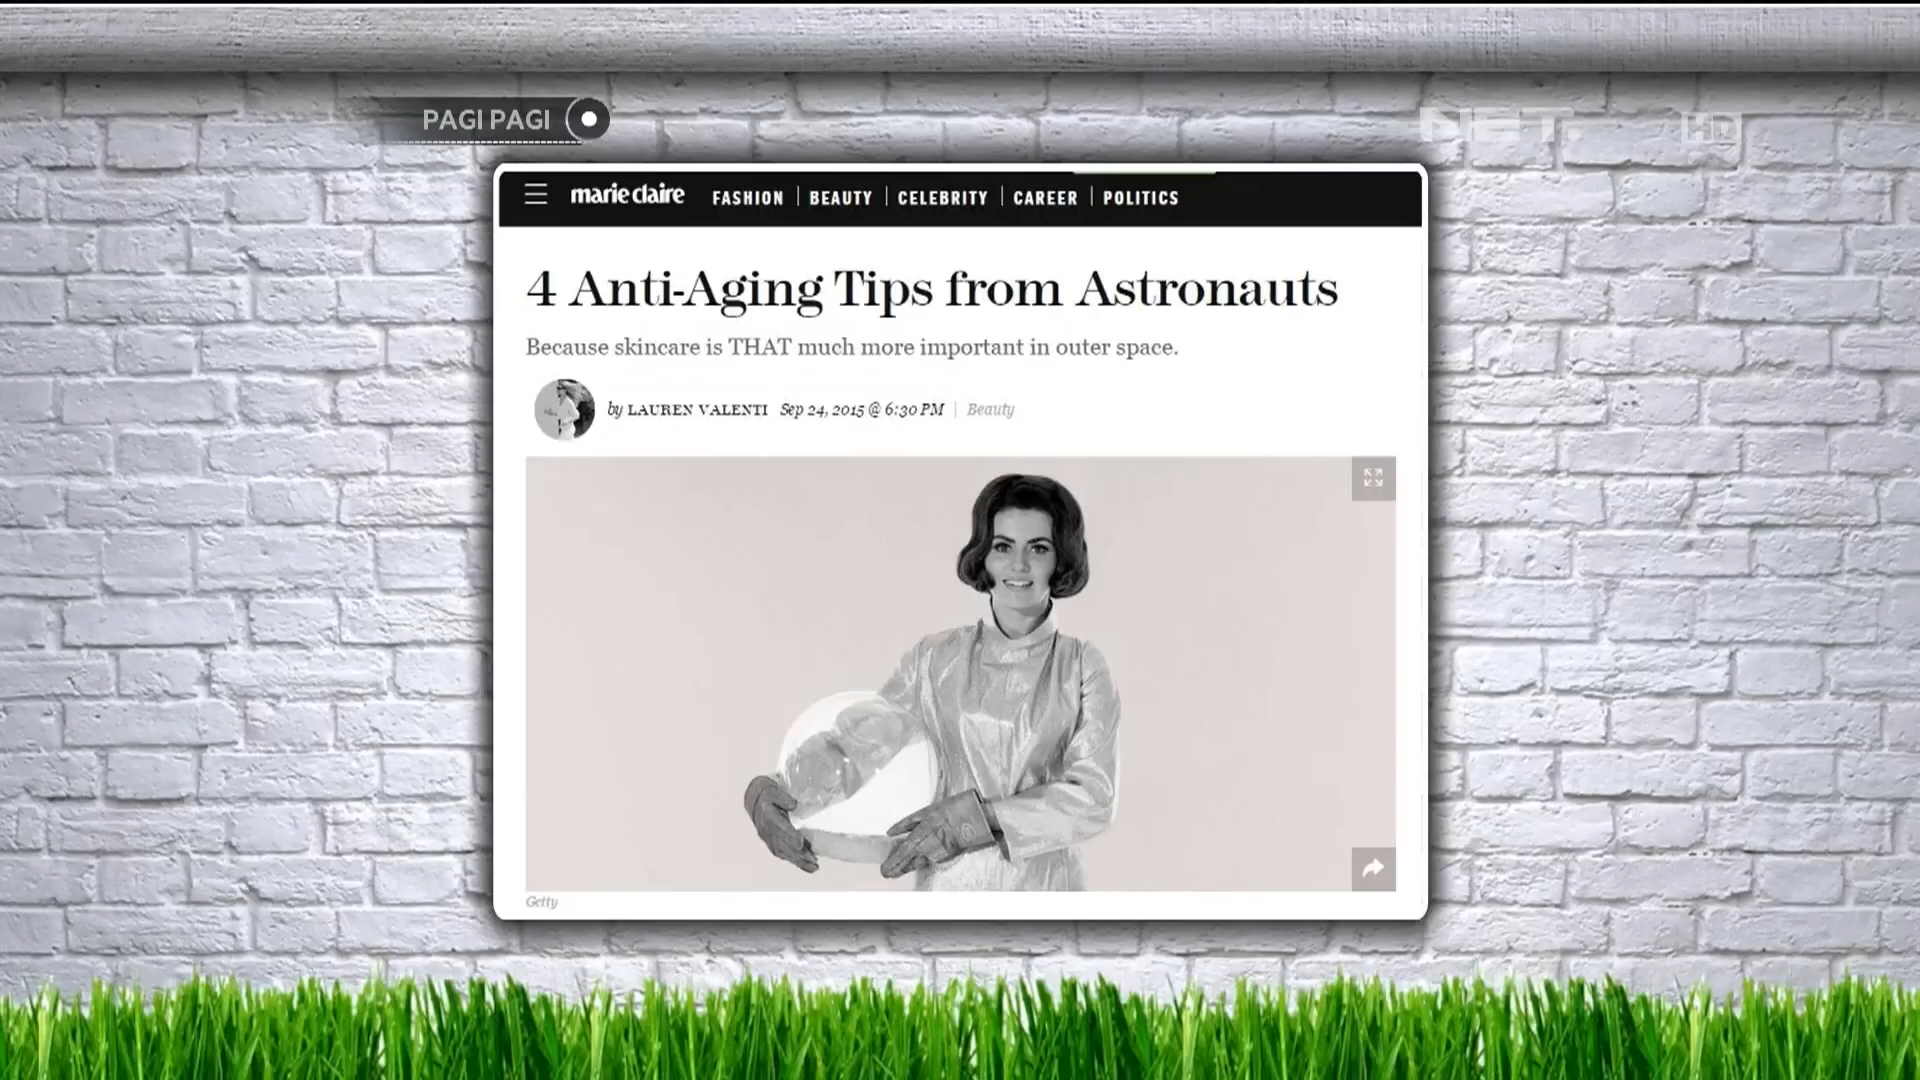 PAGI PAGI
NET.
HD
marie claire FASHION BEAUTY CELEBRITY CAREER POLITICS
4 Anti-Aging Tips from Astronauts
Because skincare is THAT much more important in outer space.
by LAUREN VALENTI Sep 24, 2015 @ 6:30 PM Beauty
Getty